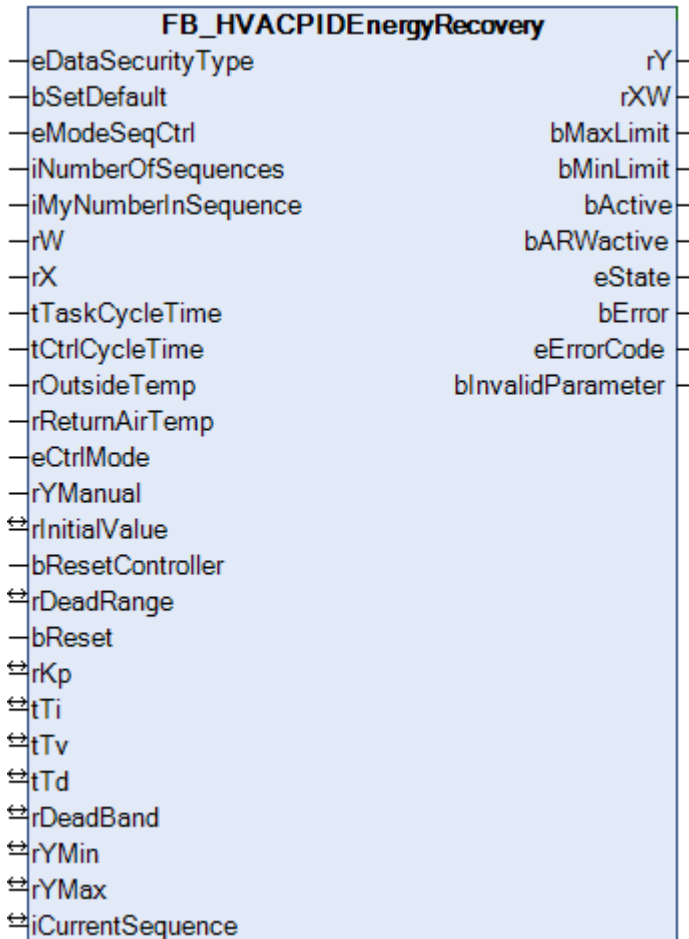 FB_HVACPIDEnergyRecovery
eDataSecurityType rY
bSetDefault rXW
eModeSeqCtrl bMaxLimit
iNumberOfSequences bMinLimit
iMyNumberInSequence bActive
rW bARWactive
rX eState
tTaskCycleTime bError
tCtrlCycleTime eErrorCode
rOutsideTemp bInvalidParameter
rReturnAirTemp
eCtrlMode
rYManual
rInitialValue
bResetController
rDeadRange
bReset
rKp
tTi
tTv
tTd
rDeadBand
rYMin
rYMax
iCurrentSequence